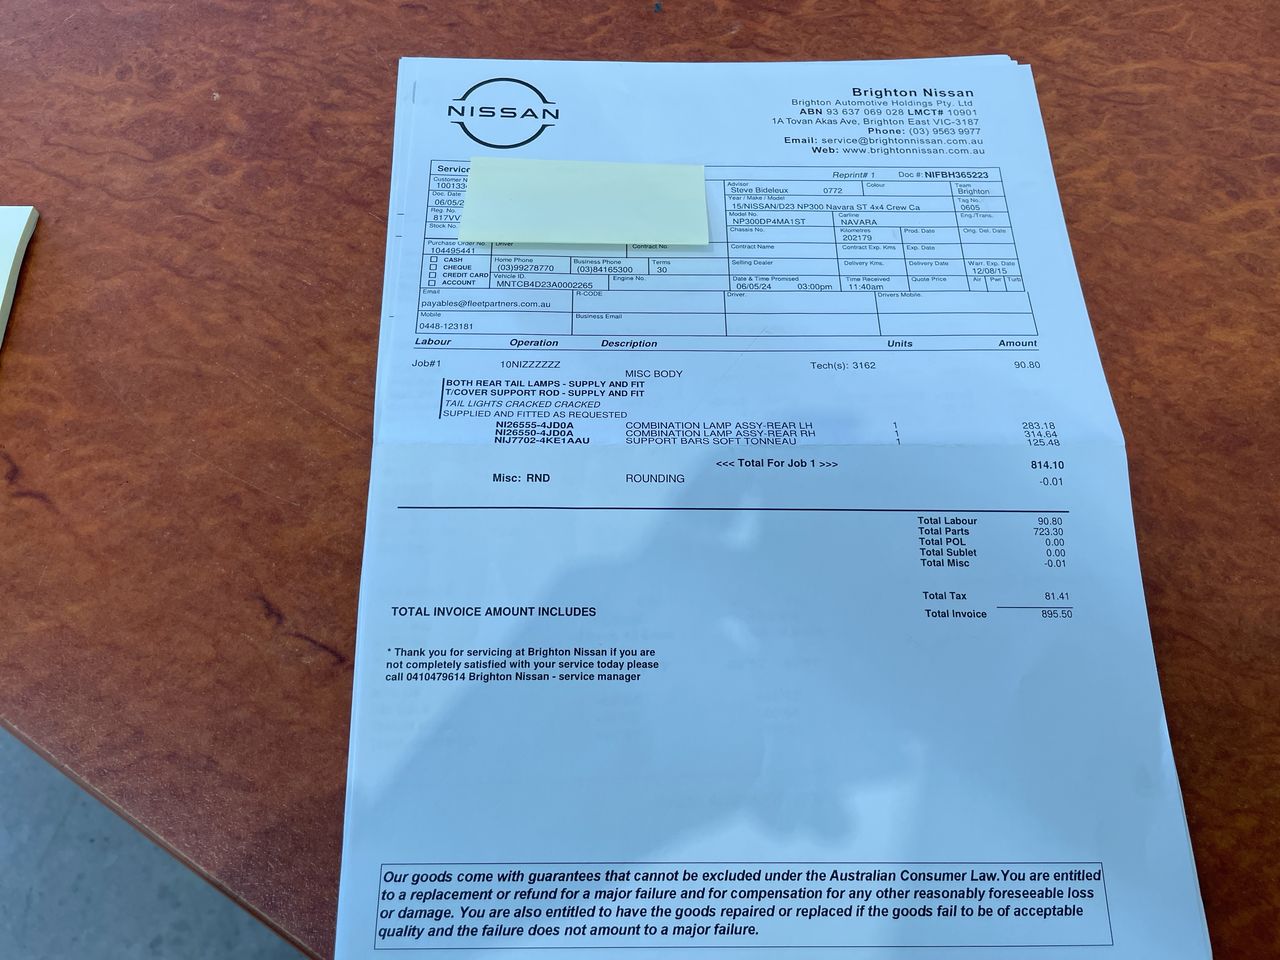 NISSAN
Brighton Nissan
Brighton Automotive Holdings Pty. Ltd
ABN 93 637 069 028 LMCT# 10901
1A Tovan Akas Ave, Brighton East VIC-3187
Phone: (03) 9563 9977
Email: service@brightonnissan.com.au
Web: www.brightonnissan.com.au
Reprint# 1 Doc #: NIFBH365223
Advisor Colour Team
Steve Bideleux 0772 Brighton
Doc. Date Year / Make / Model Tag No.
06/05/2 15/NISSAN/D23 NP300 Navara ST 4x4 Crew Ca 0605
Reg. No. Model No. Carline Eng./Trans.
817VV NP300DP4MA1ST NAVARA
Stock No. Chassis No. Kilometres Prod. Date Orig. Del. Date
202179
Purchase Order No. Driver Contract No. Contract Name Contract Exp. Kms Exp. Date
104495441
CASH Home Phone Business Phone Terms Selling Dealer Delivery Kms. Delivery Date Warr. Exp. Date
CHEQUE (03)99278770 (03)84165300 30 12/08/15
CREDIT CARD Vehicle ID. Engine No. Date & Time Promised Time Received Quote Price Air Pwr Turb
ACCOUNT MNTCB4D23A0002265 06/05/24 03:00pm 11:40am
Email R-CODE Driver. Drivers Mobile.
payables@fleetpartners.com.au
Mobile Business Email
0448-123181
Labour Operation Description Units Amount
Job#1 10NIZZZZZZ Tech(s): 3162 90.80
MISC BODY
BOTH REAR TAIL LAMPS - SUPPLY AND FIT
T/COVER SUPPORT ROD - SUPPLY AND FIT
TAIL LIGHTS CRACKED CRACKED
SUPPLIED AND FITTED AS REQUESTED
NI26555-4JD0A COMBINATION LAMP ASSY-REAR LH 1 283.18
NI26550-4JD0A COMBINATION LAMP ASSY-REAR RH 1 314.64
NIJ7702-4KE1AAU SUPPORT BARS SOFT TONNEAU 1 125.48
<<< Total For Job 1 >>> 814.10
Misc: RND ROUNDING -0.01
Total Labour 90.80
Total Parts 723.30
Total POL 0.00
Total Sublet 0.00
Total Misc -0.01
Total Tax 81.41
TOTAL INVOICE AMOUNT INCLUDES Total Invoice 895.50
* Thank you for servicing at Brighton Nissan if you are
not completely satisfied with your service today please
call 0410479614 Brighton Nissan - service manager
Our goods come with guarantees that cannot be excluded under the Australian Consumer Law.You are entitled
to a replacement or refund for a major failure and for compensation for any other reasonably foreseeable loss
or damage. You are also entitled to have the goods repaired or replaced if the goods fail to be of acceptable
quality and the failure does not amount to a major failure.